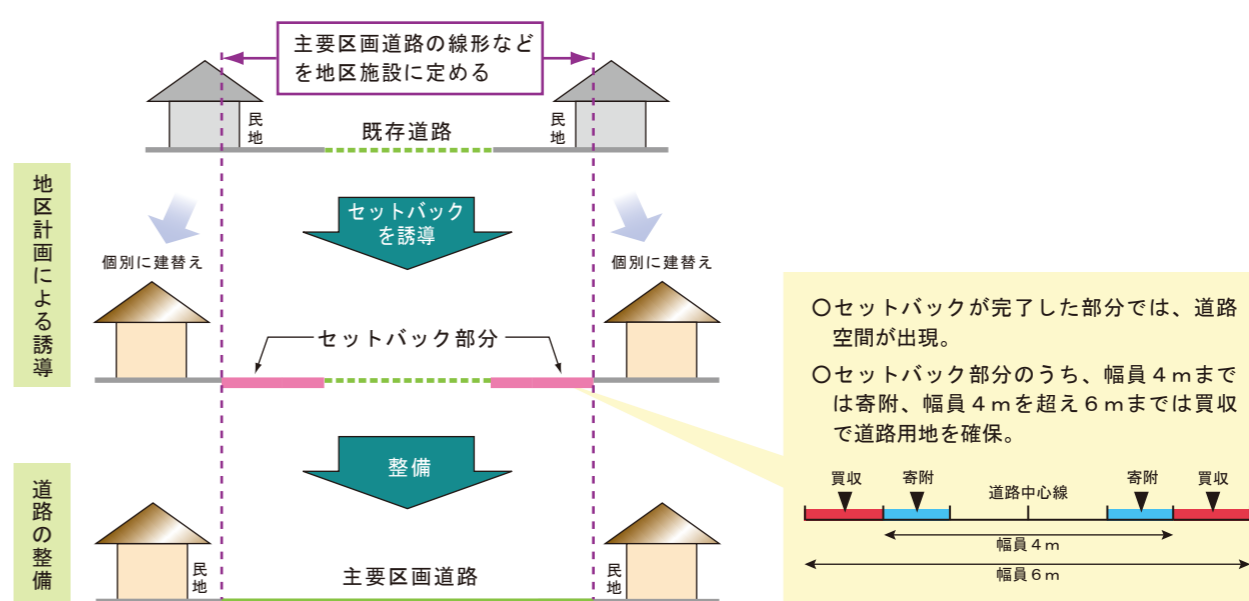 主要区画道路の線形など
を地区施設に定める
民地
既存道路
民地
地区計画による誘導
セットバック
を誘導
個別に建替え
個別に建替え
セットバック部分
〇セットバックが完了した部分では、道路
空間が出現。
〇セットバック部分のうち、幅員4mまで
は寄附、幅員4mを超え6mまでは買収
で道路用地を確保。
買収
寄附
道路中心線
寄附
買収
幅員4m
幅員6m
整備
道路の整備
民地
主要区画道路
民地